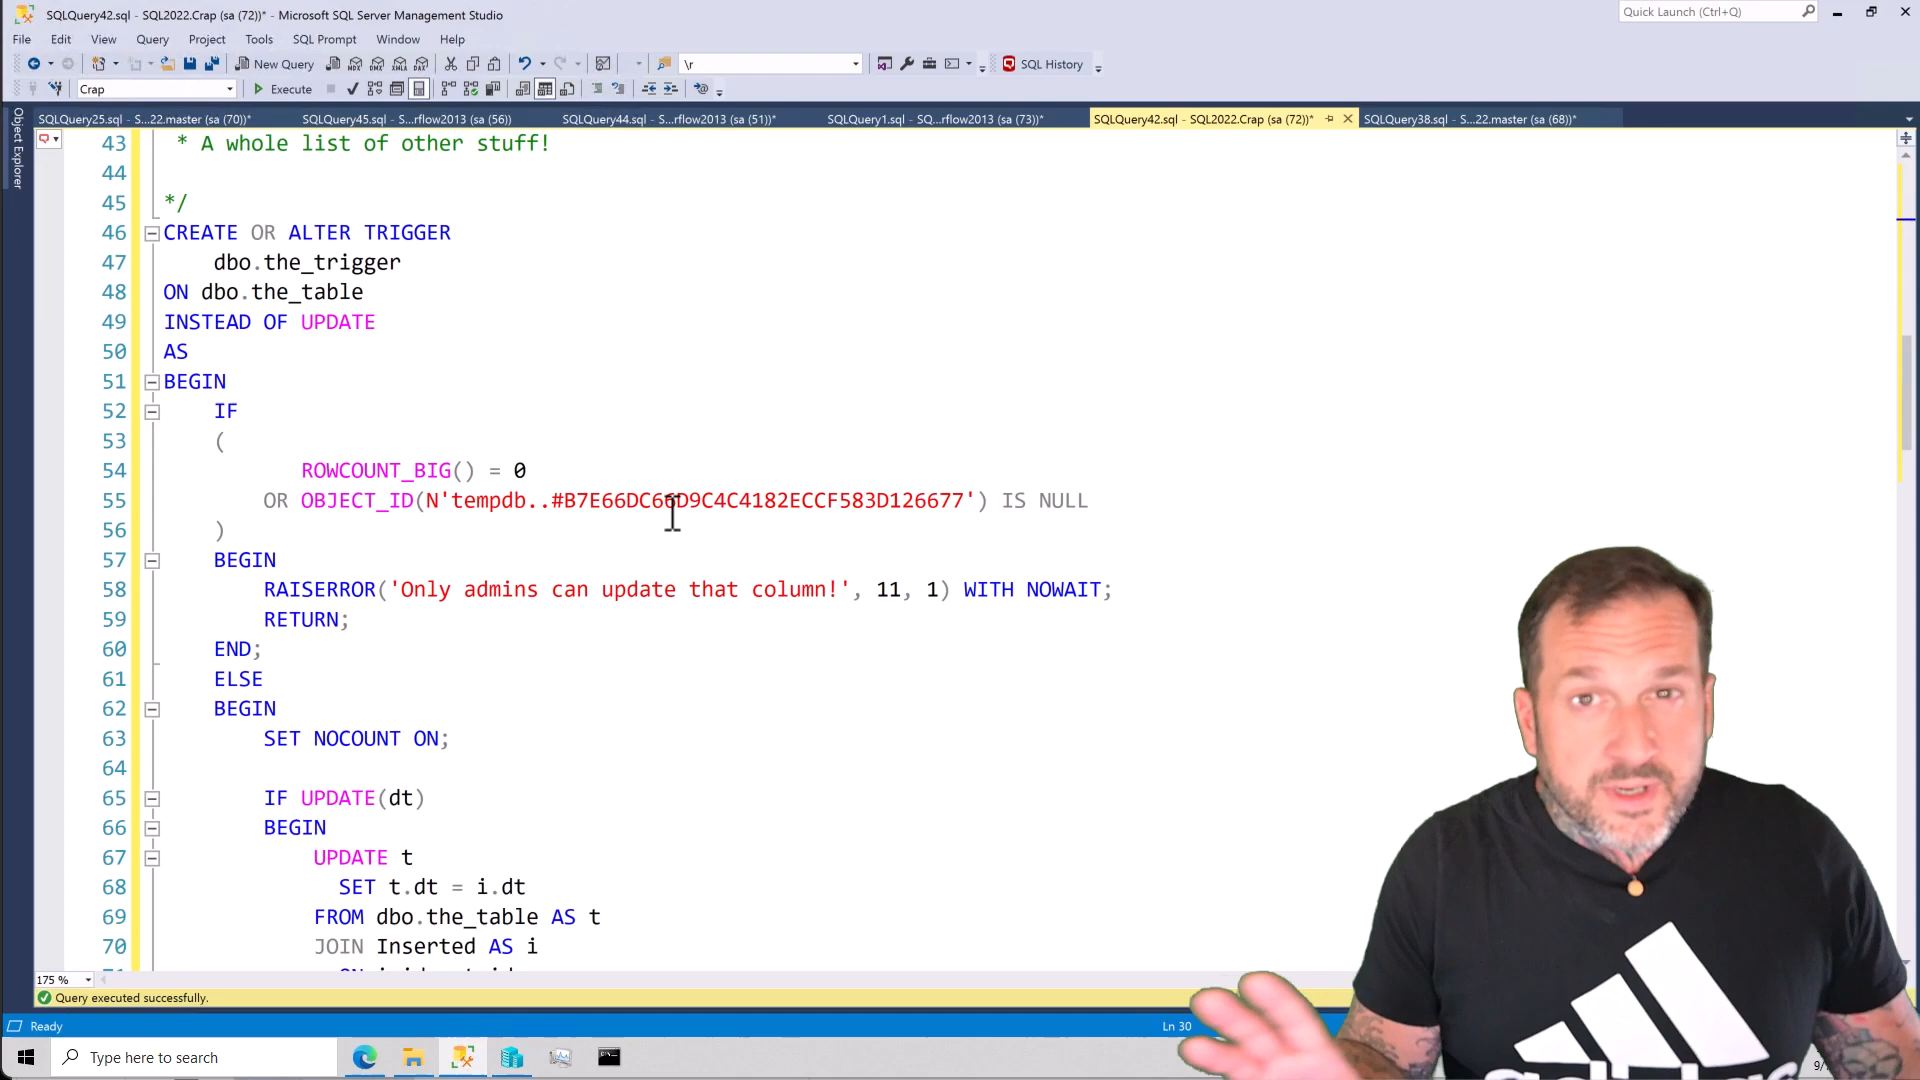 SQLQuery42.sql - SQL2022.Crap (sa (72))* - Microsoft SQL Server Management Studio
Quick Launch (Ctrl+Q)
File Edit View Query Project Tools SQL Prompt Window Help
New Query
\r
SQL History
Crap
Execute
SQLQuery25.sql - S...22.master (sa (70))*
SQLQuery45.sql - S...rflow2013 (sa (56))
SQLQuery44.sql - S...rflow2013 (sa (51))*
SQLQuery1.sql - SQ...rflow2013 (sa (73))*
SQLQuery42.sql - SQL2022.Crap (sa (72))*
SQLQuery38.sql - S...22.master (sa (68))*
Object Explorer
43 * A whole list of other stuff!
44
45 */
46 CREATE OR ALTER TRIGGER
47 dbo.the_trigger
48 ON dbo.the_table
49 INSTEAD OF UPDATE
50 AS
51 BEGIN
52 IF
53 (
54 ROWCOUNT_BIG() = 0
55 OR OBJECT_ID(N'tempdb..#B7E66DC66D9C4C4182ECCF583D126677') IS NULL
56 )
57 BEGIN
58 RAISERROR('Only admins can update that column!', 11, 1) WITH NOWAIT;
59 RETURN;
60 END;
61 ELSE
62 BEGIN
63 SET NOCOUNT ON;
64
65 IF UPDATE(dt)
66 BEGIN
67 UPDATE t
68 SET t.dt = i.dt
69 FROM dbo.the_table AS t
70 JOIN Inserted AS i
175 %
Query executed successfully.
Ready
Ln 30
Type here to search
adidas